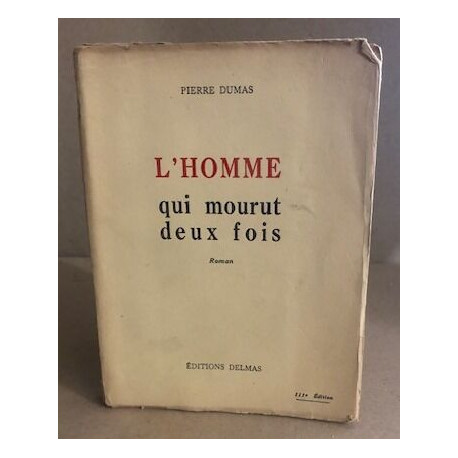 PIERRE DUMAS
L'HOMME
qui mourut
deux fois
Roman
ÉDITIONS DELMAS
Édition